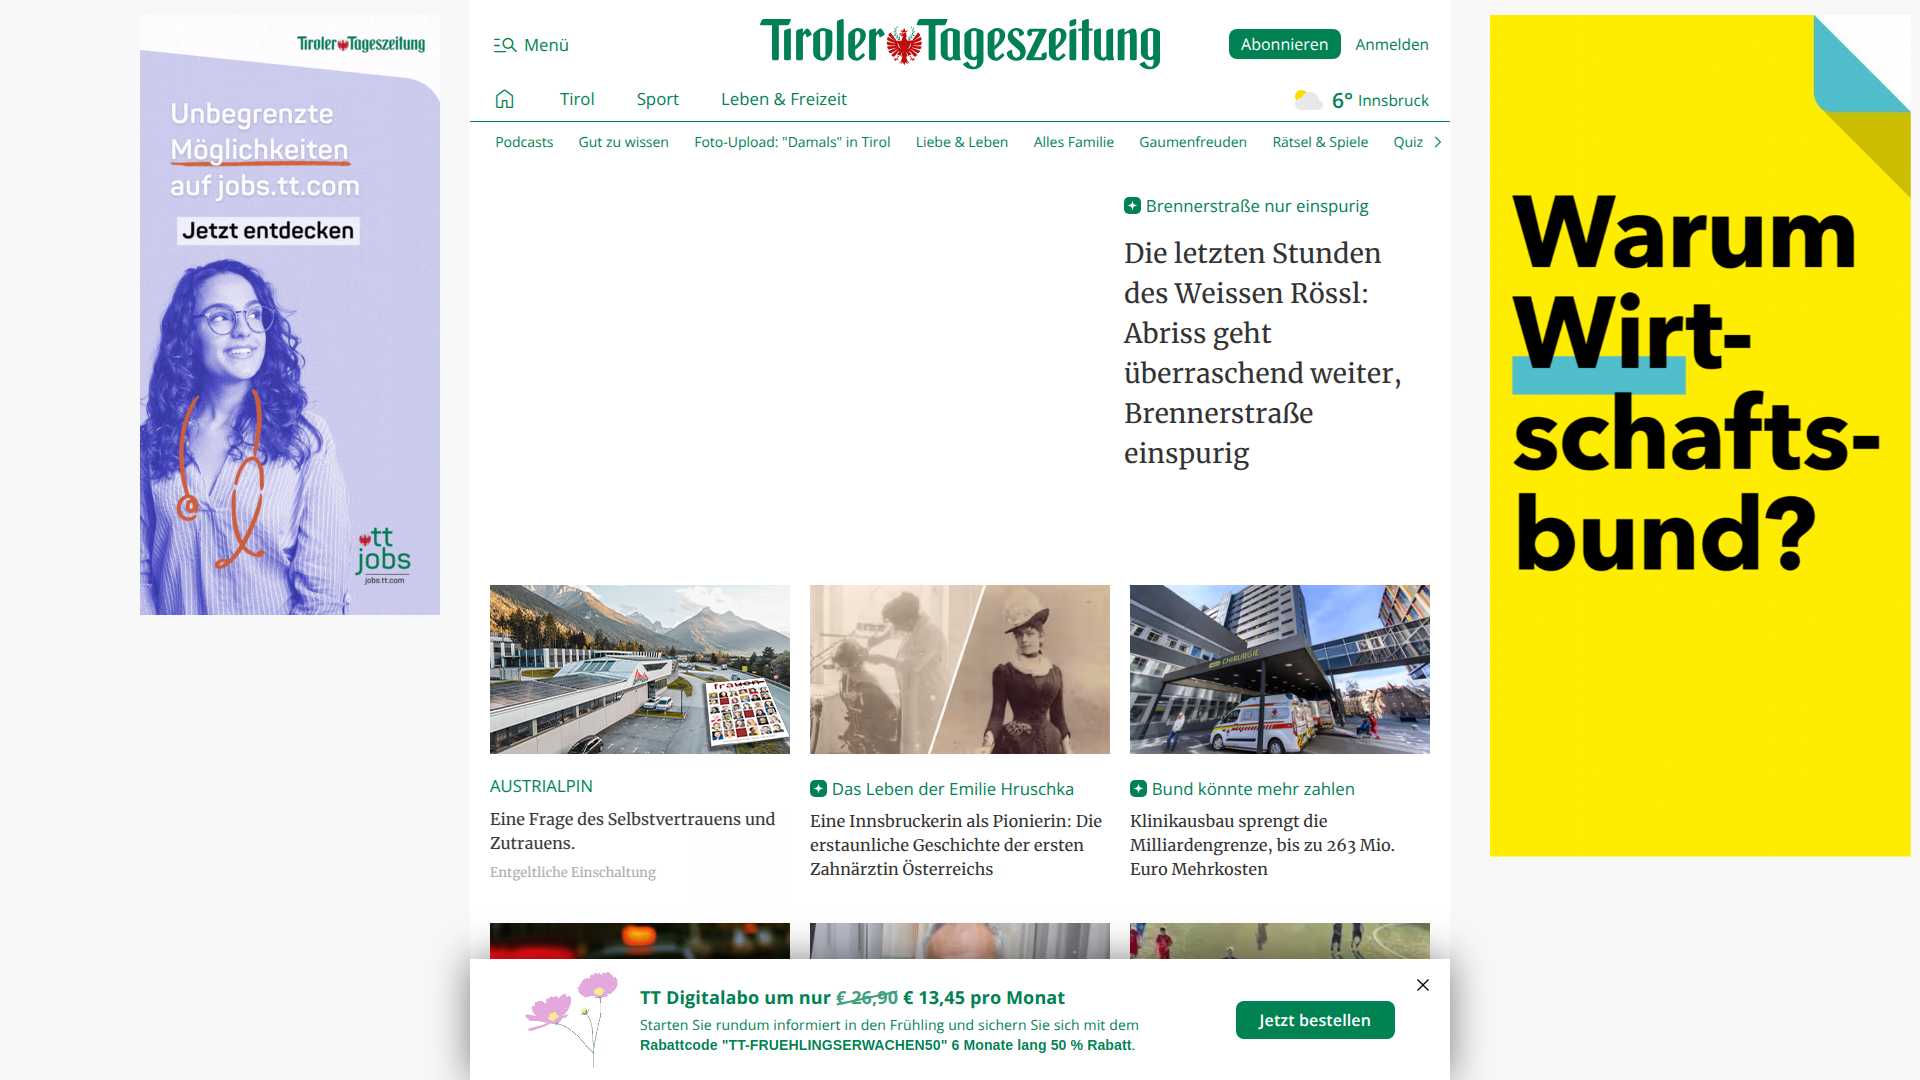 Tiroler Tageszeitung
Unbegrenzte
Möglichkeiten
auf jobs.tt.com
Jetzt entdecken
tt
jobs
jobs.tt.com
Menü
Tiroler Tageszeitung
Abonnieren
Anmelden
Tirol
Sport
Leben & Freizeit
6° Innsbruck
Podcasts
Gut zu wissen
Foto-Upload: "Damals" in Tirol
Liebe & Leben
Alles Familie
Gaumenfreuden
Rätsel & Spiele
Quiz
Brennerstraße nur einspurig
Die letzten Stunden
des Weissen Rössl:
Abriss geht
überraschend weiter,
Brennerstraße
einspurig
frauen
CHIRURGIE
AUSTRIALPIN
Eine Frage des Selbstvertrauens und
Zutrauens.
Entgeltliche Einschaltung
Das Leben der Emilie Hruschka
Eine Innsbruckerin als Pionierin: Die
erstaunliche Geschichte der ersten
Zahnärztin Österreichs
Bund könnte mehr zahlen
Klinikausbau sprengt die
Milliardengrenze, bis zu 263 Mio.
Euro Mehrkosten
TT Digitalabo um nur € 26,90 € 13,45 pro Monat
Starten Sie rundum informiert in den Frühling und sichern Sie sich mit dem
Rabattcode "TT-FRUEHLINGSERWACHEN50" 6 Monate lang 50 % Rabatt.
Jetzt bestellen
Warum
Wirt-
schafts-
bund?